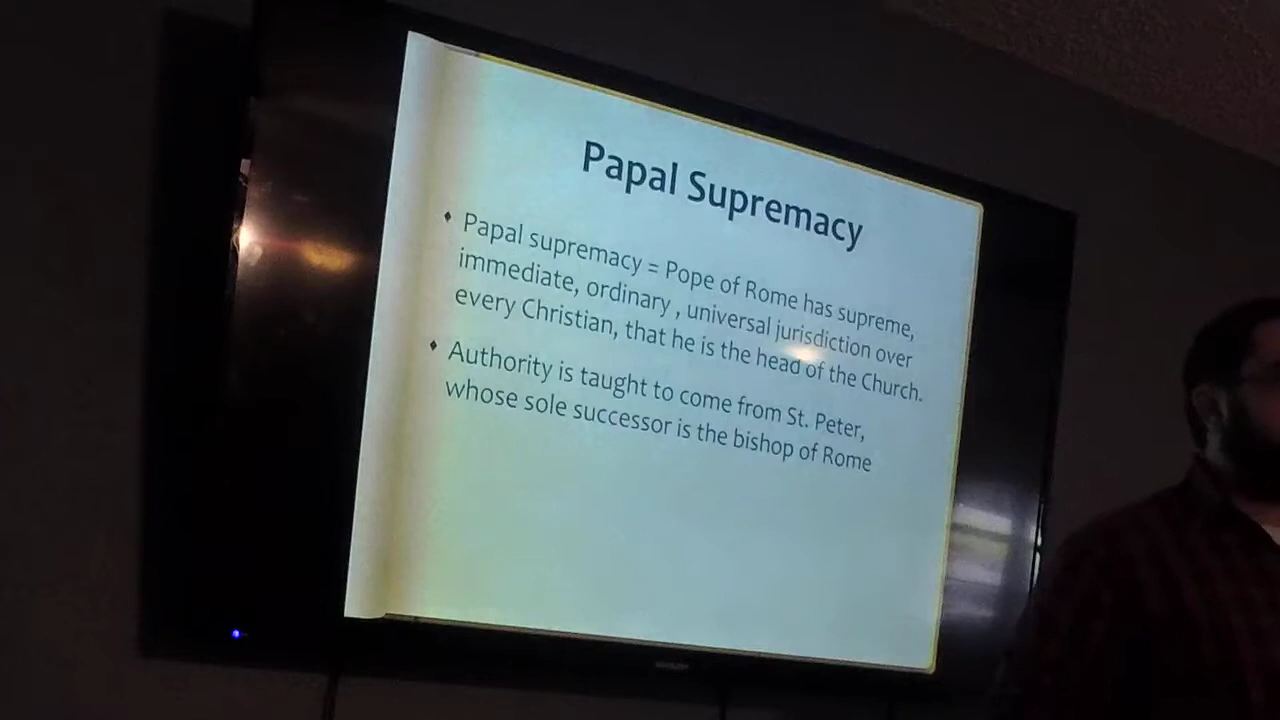 Papal Supremacy
Papal supremacy = Pope of Rome has supreme,
immediate, ordinary , universal jurisdiction over
every Christian, that he is the head of the Church.
Authority is taught to come from St. Peter,
whose sole successor is the bishop of Rome